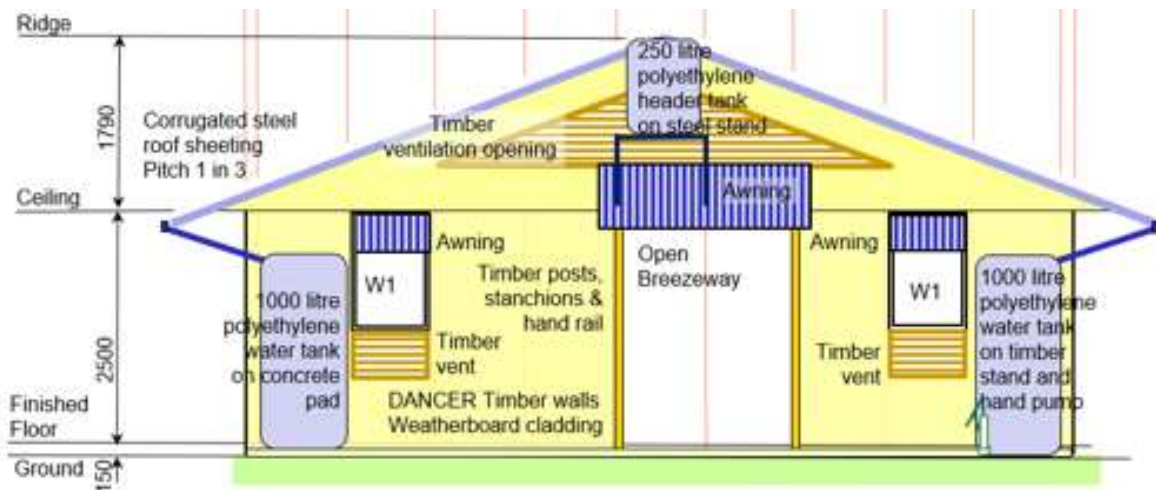 Ridge
250 litre
polyethylene
header tank
on steel stand
1790
Corrugated steel
roof sheeting
Pitch 1 in 3
Timber
ventilation opening
Ceiling
Awning
Awning
Open
Breezeway
Awning
W1
Timber posts,
stanchions &
hand rail
W1
1000 litre
polyethylene
water tank
on concrete
pad
1000 litre
polyethylene
water tank
on timber
stand and
hand pump
2500
Timber
vent
Timber
vent
DANCER Timber walls
Weatherboard cladding
Finished
Floor
Ground
150